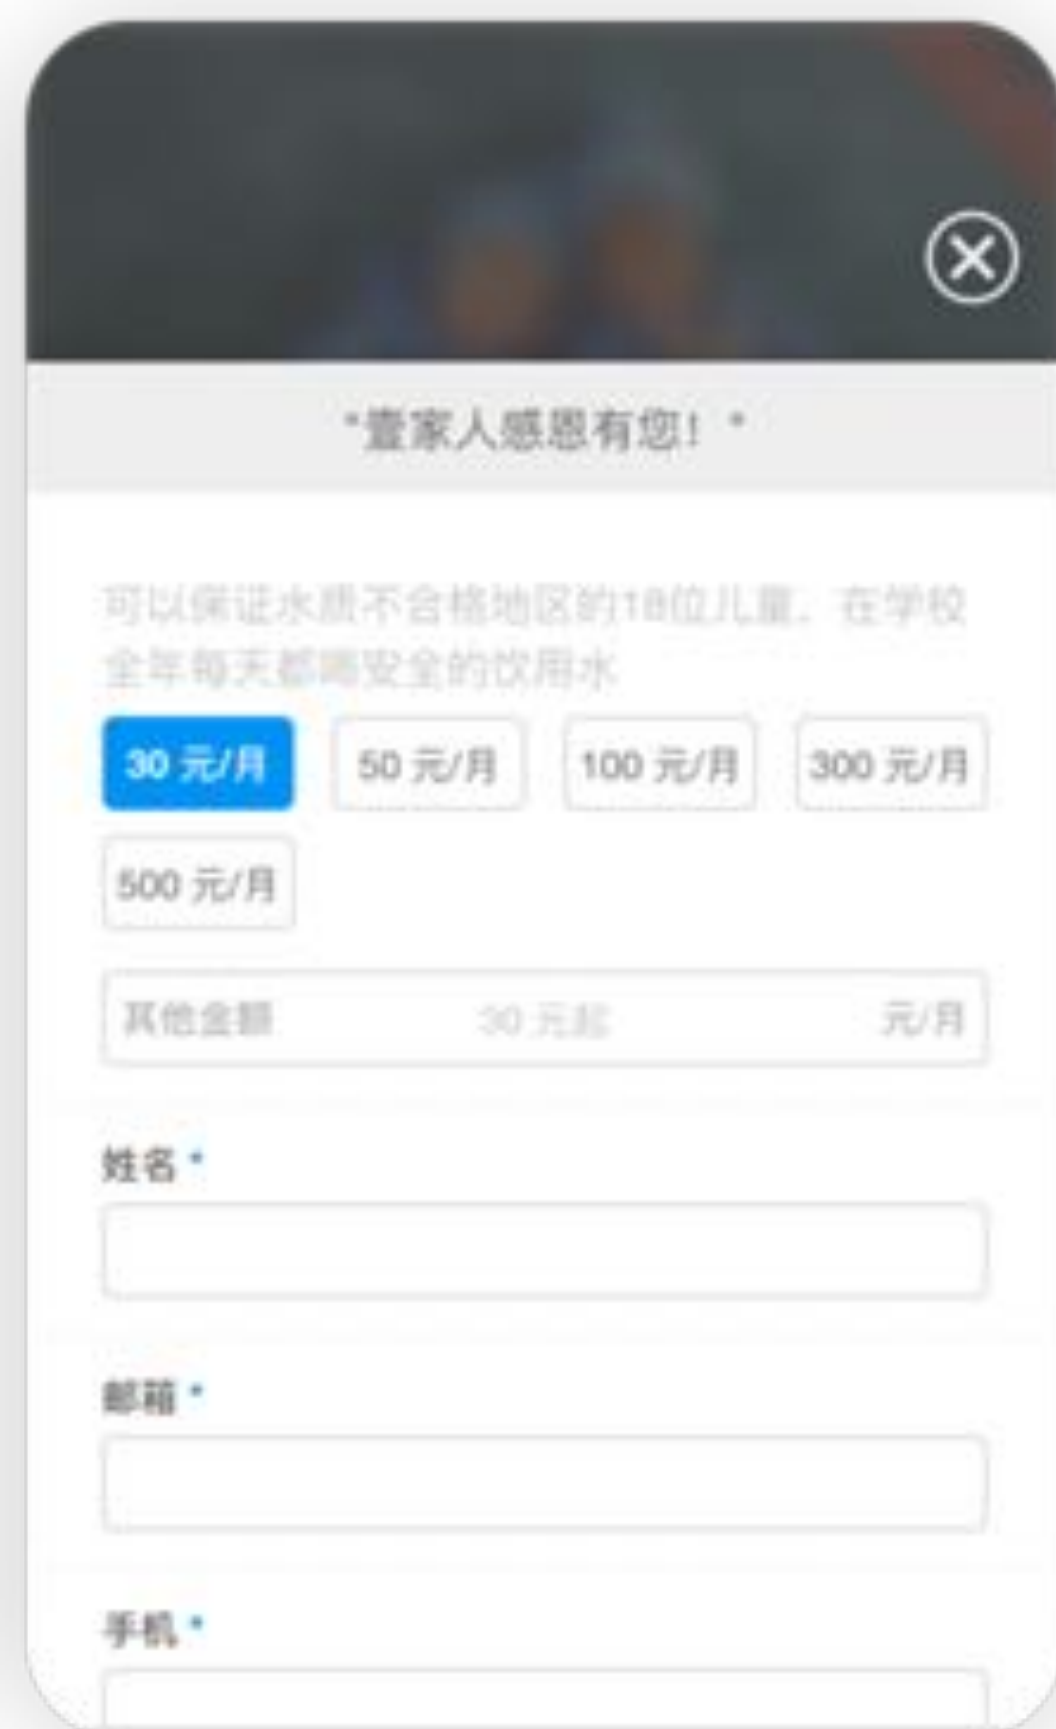 “壹家人感恩有您！”
可以保证水质不合格地区的18位儿童，在学校
全年每天都喝安全的饮用水
30 元/月
50 元/月
100 元/月
300 元/月
500 元/月
其他金额
30 元起
元/月
姓名 *
邮箱 *
手机 *